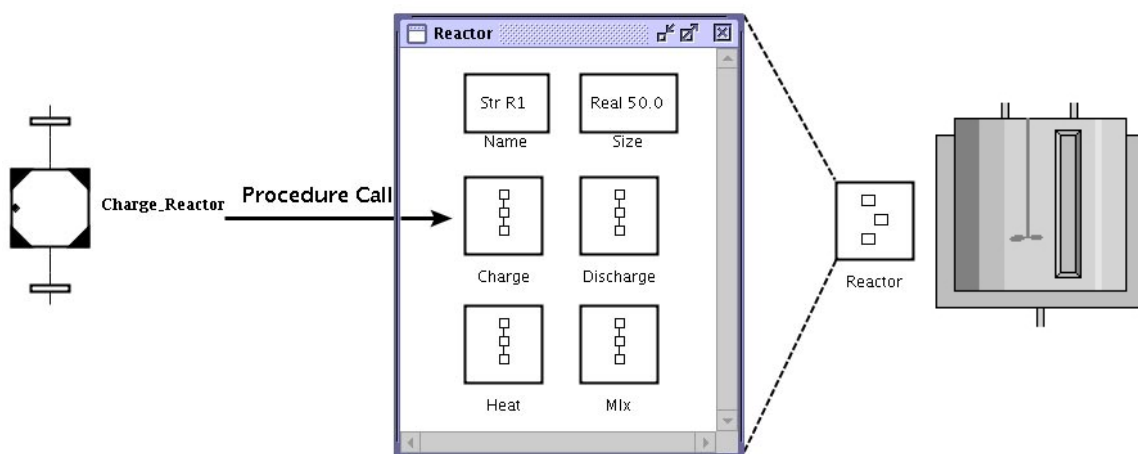 Reactor
Str R1
Real 50.0
Name
Size
Charge_Reactor
Procedure Call
Charge
Discharge
Reactor
Heat
MIx